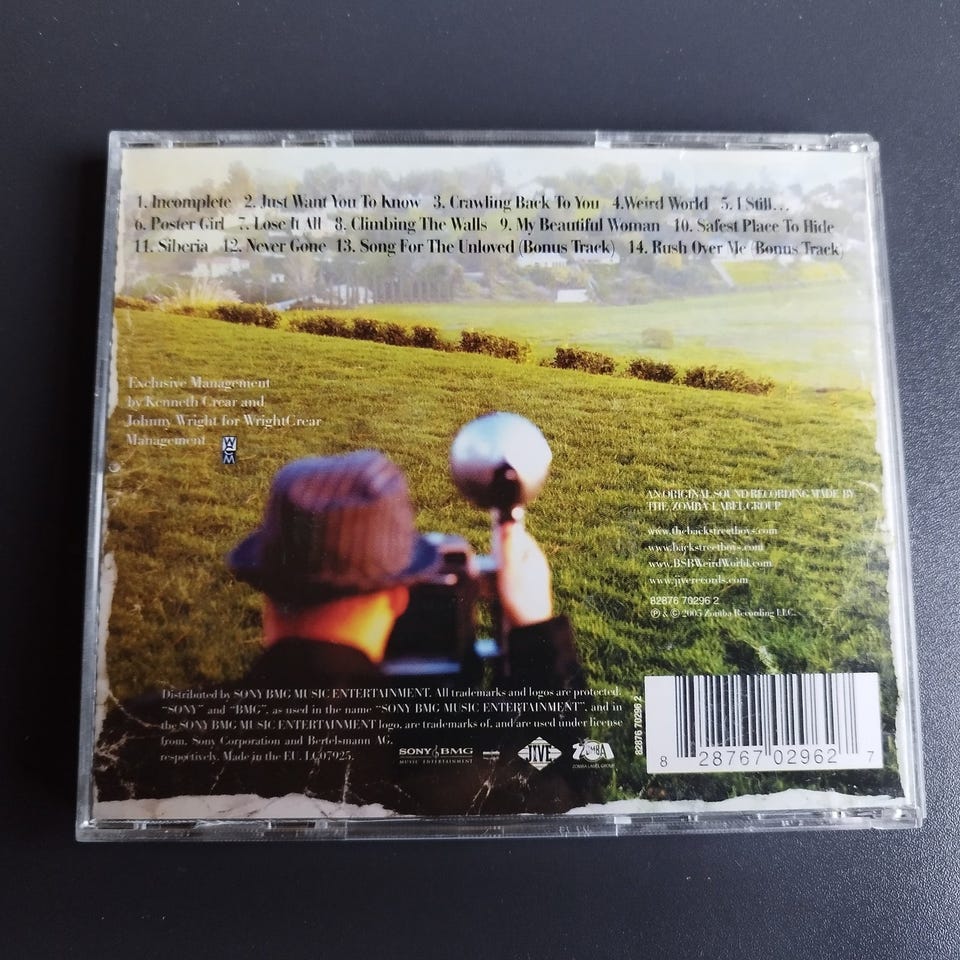 1. Incomplete 2. Just Want You To Know 3. Crawling Back To You 4.Weird World 5. I Still...
6. Poster Girl 7. Lose It All 8. Climbing The Walls 9. My Beautiful Woman 10. Safest Place To Hide
11. Siberia 12. Never Gone 13. Song For The Unloved (Bonus Track) 14. Rush Over Me (Bonus Track)
Exclusive Management
by Kenneth Crear and
Johnny Wright for WrightCrear
Management
W
C
M
AN ORIGINAL SOUND RECORDING MADE BY
THE ZOMBA LABEL GROUP
www.thebackstreetboys.com
www.backstreetboys.com
www.BSBWeirdWorld.com
www.jiverecords.com
82876 70296 2
℗ & © 2005 Zomba Recording LLC.
Distributed by SONY BMG MUSIC ENTERTAINMENT. All trademarks and logos are protected.
"SONY" and "BMG", as used in the name "SONY BMG MUSIC ENTERTAINMENT", and in
the SONY BMG MUSIC ENTERTAINMENT logo, are trademarks of, and are used under license
from, Sony Corporation and Bertelsmann AG,
respectively. Made in the EU. LC07925.
SONY BMG
MUSIC ENTERTAINMENT
JIVE
ZOMBA
ZOMBA LABEL GROUP
82876 70296 2
8 28767 02962 7